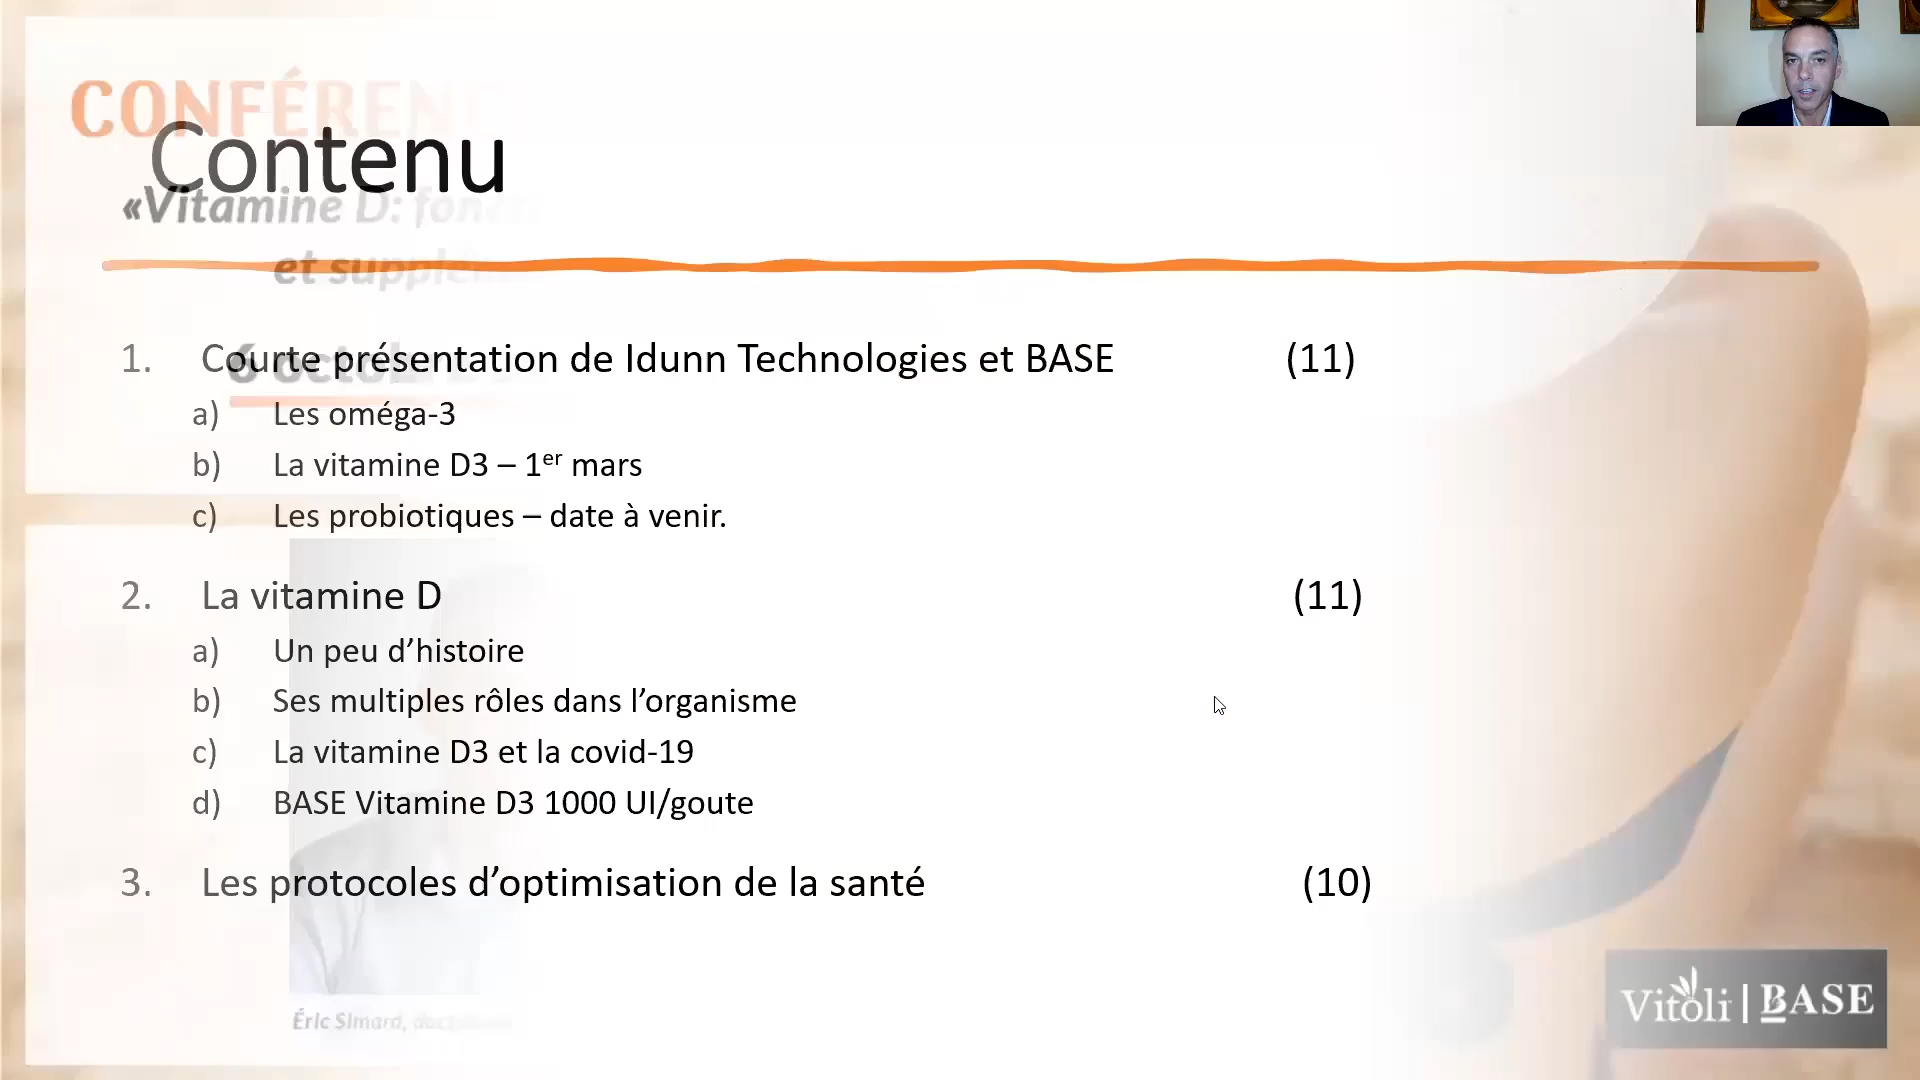 CONFÉREN
Contenu
«Vitamine D: fon
et supplé
6 octo
1. Courte présentation de Idunn Technologies et BASE (11)
a) Les oméga-3
b) La vitamine D3 – 1er mars
c) Les probiotiques – date à venir.
2. La vitamine D (11)
a) Un peu d’histoire
b) Ses multiples rôles dans l’organisme
c) La vitamine D3 et la covid-19
d) BASE Vitamine D3 1000 UI/goute
3. Les protocoles d’optimisation de la santé (10)
Éric Simard,
Vitoli | BASE